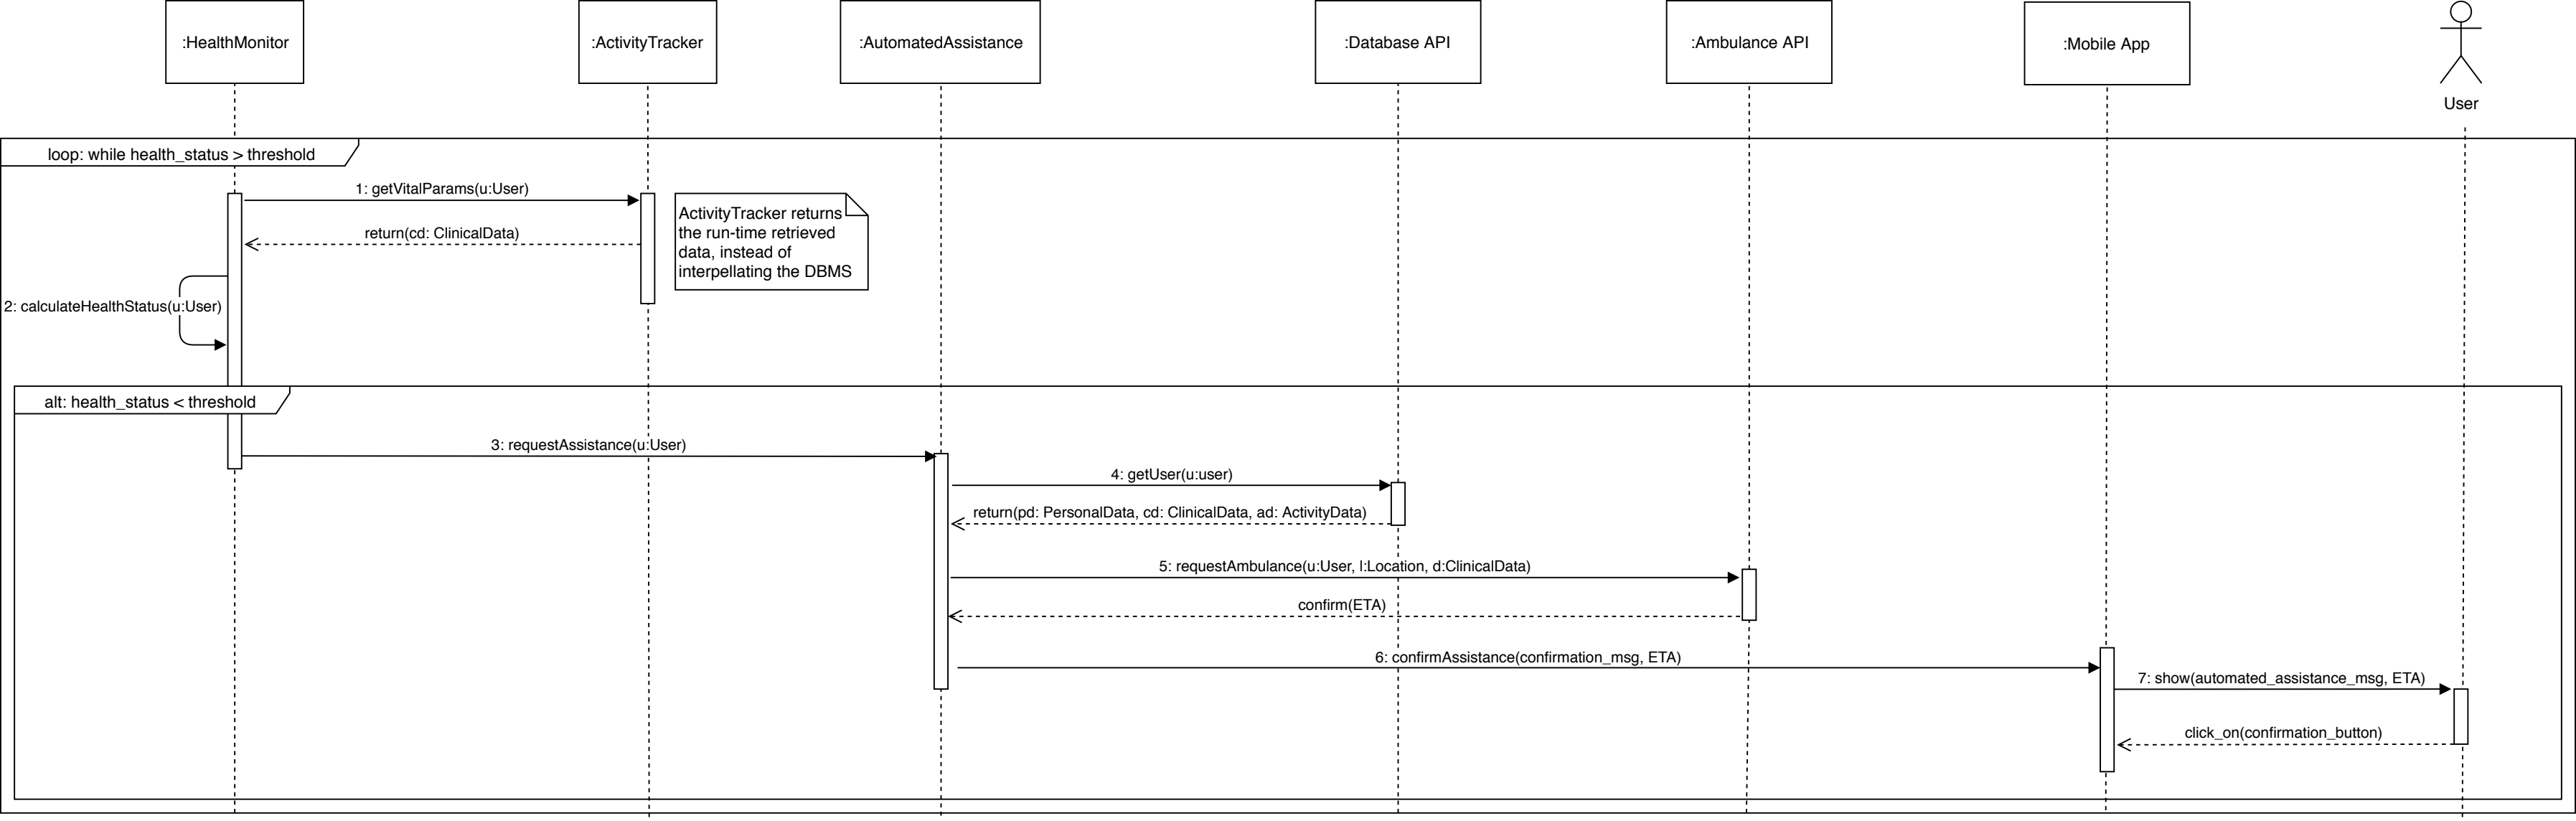 :HealthMonitor
:ActivityTracker
:AutomatedAssistance
:Database API
:Ambulance API
:Mobile App
User
loop: while health_status > threshold
1: getVitalParams(u:User)
ActivityTracker returns
the run-time retrieved
data, instead of
interpellating the DBMS
return(cd: ClinicalData)
2: calculateHealthStatus(u:User)
alt: health_status < threshold
3: requestAssistance(u:User)
4: getUser(u:user)
return(pd: PersonalData, cd: ClinicalData, ad: ActivityData)
5: requestAmbulance(u:User, l:Location, d:ClinicalData)
confirm(ETA)
6: confirmAssistance(confirmation_msg, ETA)
7: show(automated_assistance_msg, ETA)
click_on(confirmation_button)